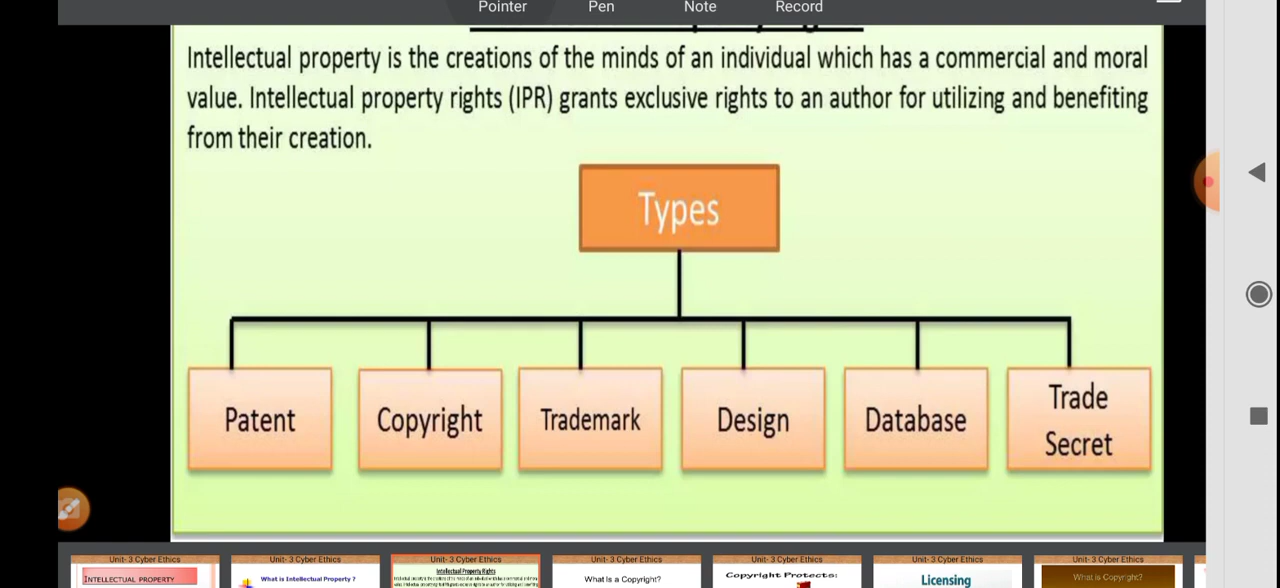 Pointer Pen Note Record
Intellectual property is the creations of the minds of an individual which has a commercial and moral
value. Intellectual property rights (IPR) grants exclusive rights to an author for utilizing and benefiting
from their creation.
Types
Patent
Copyright
Trademark
Design
Database
Trade
Secret
Unit- 3 Cyber Ethics
INTELLECTUAL PROPERTY
Unit- 3 Cyber Ethics
What is Intellectual Property ?
Unit- 3 Cyber Ethics
Intellectual Property Rights
Unit- 3 Cyber Ethics
What Is a Copyright?
Unit- 3 Cyber Ethics
Copyright Protects:
Unit- 3 Cyber Ethics
Licensing
Unit- 3 Cyber Ethics
What is Copyright?